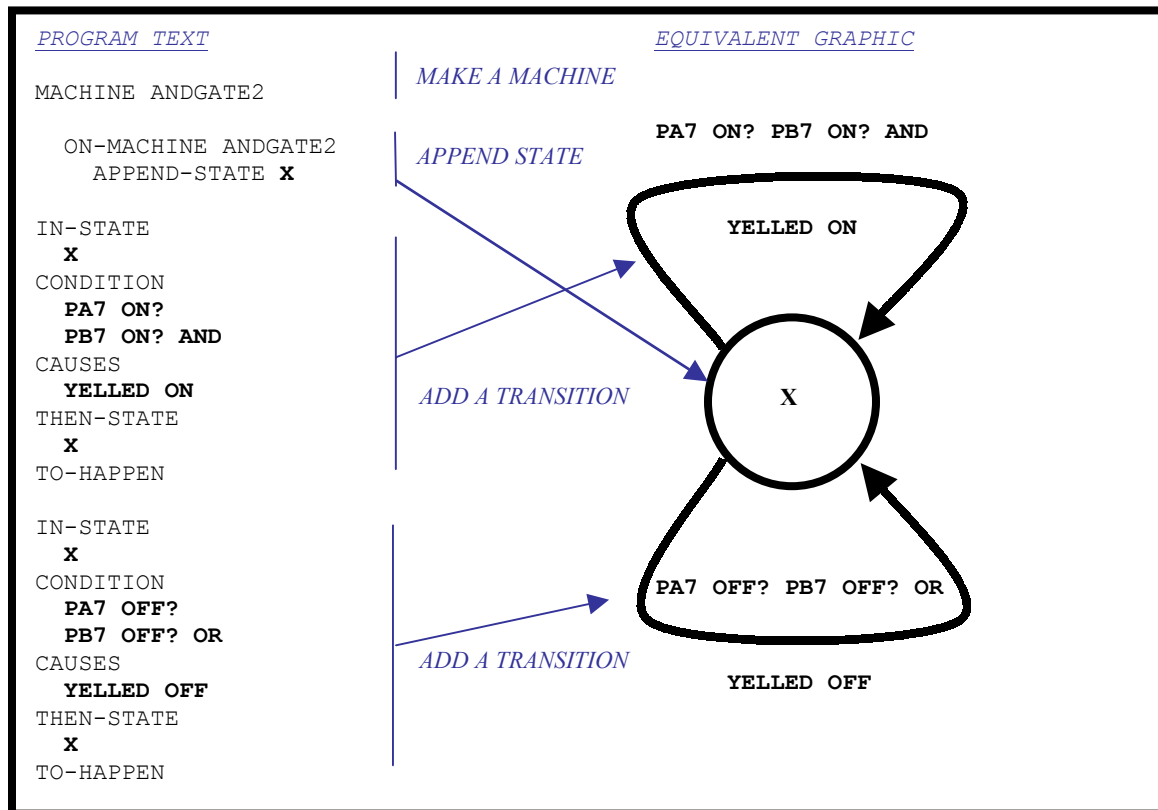 PROGRAM TEXT
MACHINE ANDGATE2
ON-MACHINE ANDGATE2
APPEND-STATE X
IN-STATE
X
CONDITION
PA7 ON?
PB7 ON? AND
CAUSES
YELLED ON
THEN-STATE
X
TO-HAPPEN
IN-STATE
X
CONDITION
PA7 OFF?
PB7 OFF? OR
CAUSES
YELLED OFF
THEN-STATE
X
TO-HAPPEN
MAKE A MACHINE
APPEND STATE
ADD A TRANSITION
ADD A TRANSITION
EQUIVALENT GRAPHIC
PA7 ON? PB7 ON? AND
YELLED ON
X
PA7 OFF? PB7 OFF? OR
YELLED OFF